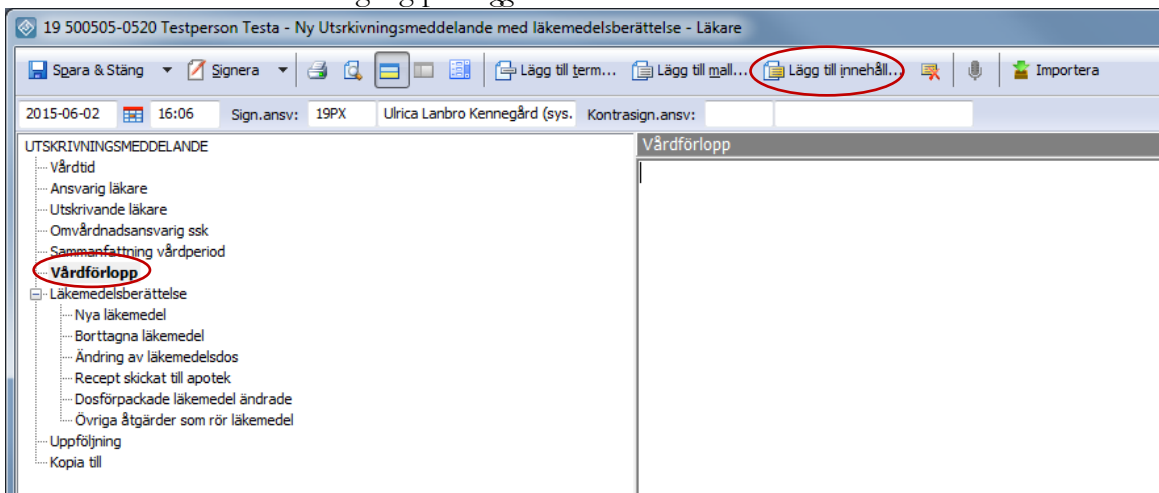 19 500505-0520 Testperson Testa - Ny Utsrkivningsmeddelande med läkemedelsberättelse - Läkare
Spara & Stäng Signera Lägg till term... Lägg till mall... Lägg till innehåll... Importera
2015-06-02 16:06 Sign.ansv: 19PX Ulrica Lanbro Kennegård (sys. Kontrasign.ansv:
UTSKRIVNINGSMEDDELANDE
Vårdtid
Ansvarig läkare
Utskrivande läkare
Omvårdnadsansvarig ssk
Sammanfattning vårdperiod
Vårdförlopp
Läkemedelsberättelse
Nya läkemedel
Borttagna läkemedel
Ändring av läkemedelsdos
Recept skickat till apotek
Dosförpackade läkemedel ändrade
Övriga åtgärder som rör läkemedel
Uppföljning
Kopia till
Vårdförlopp